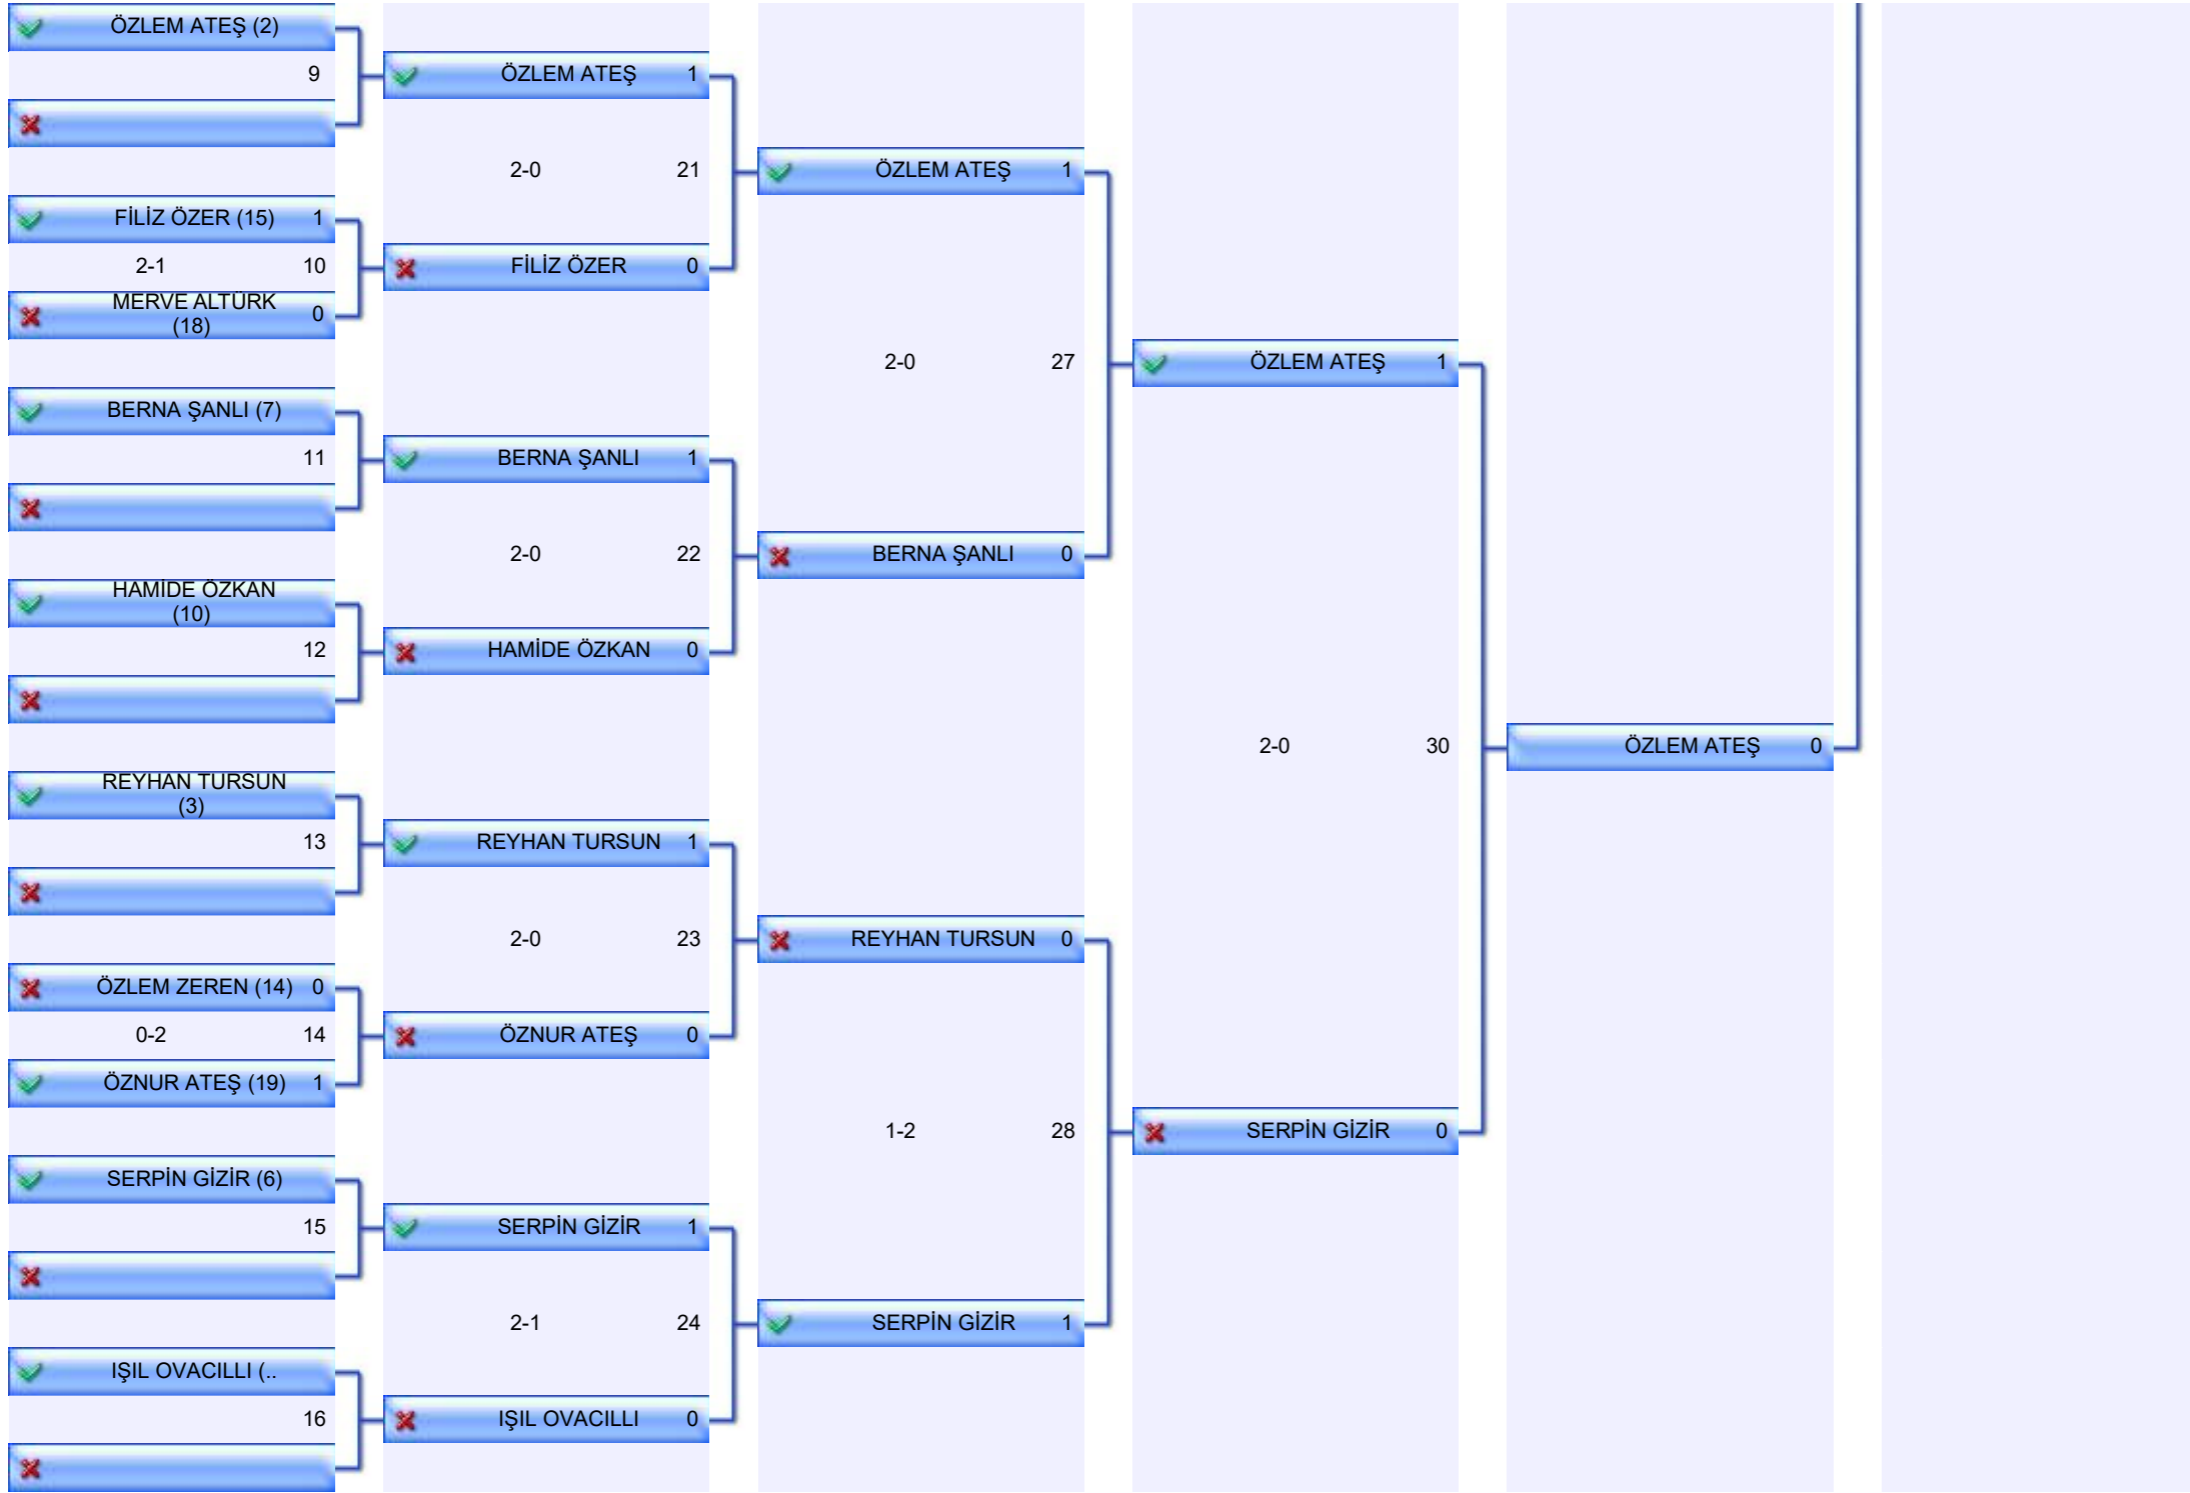 ÖZLEM ATEŞ (2)
9
FİLİZ ÖZER (15) 1
2-1 10
MERVE ALTÜRK
(18) 0
BERNA ŞANLI (7)
11
HAMİDE ÖZKAN
(10)
12
REYHAN TURSUN
(3)
13
ÖZLEM ZEREN (14) 0
0-2 14
ÖZNUR ATEŞ (19) 1
SERPİN GİZİR (6)
15
IŞIL OVACILLI (..
16
ÖZLEM ATEŞ 1
2-0 21
FİLİZ ÖZER 0
BERNA ŞANLI 1
2-0 22
HAMİDE ÖZKAN 0
REYHAN TURSUN 1
2-0 23
ÖZNUR ATEŞ 0
SERPİN GİZİR 1
2-1 24
IŞIL OVACILLI 0
ÖZLEM ATEŞ 1
2-0 27
BERNA ŞANLI 0
REYHAN TURSUN 0
1-2 28
SERPİN GİZİR 1
ÖZLEM ATEŞ 1
2-0 30
SERPİN GİZİR 0
ÖZLEM ATEŞ 0